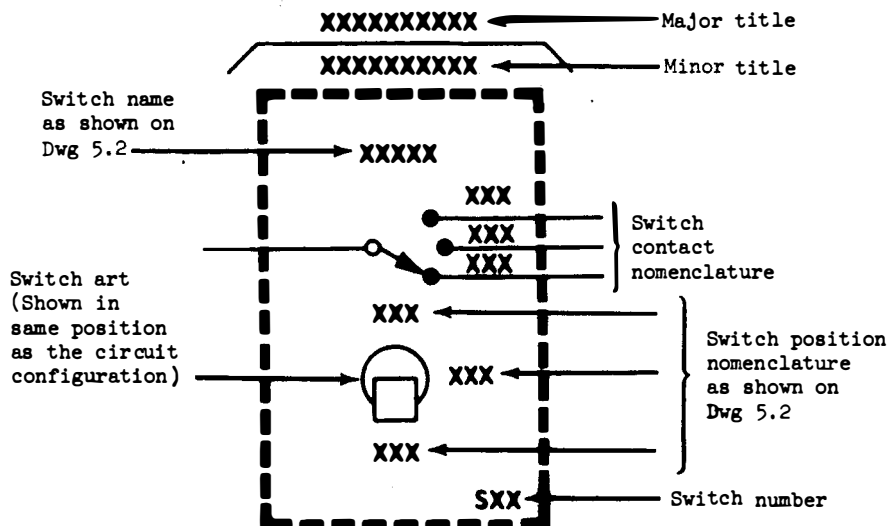 XXXXXXXXXX
Major title
XXXXXXXXXX
Minor title
Switch name
as shown on
Dwg 5.2
XXXXX
XXX
XXX
XXX
Switch
contact
nomenclature
Switch art
(Shown in
same position
as the circuit
configuration)
XXX
XXX
XXX
Switch position
nomenclature
as shown on
Dwg 5.2
SXX
Switch number